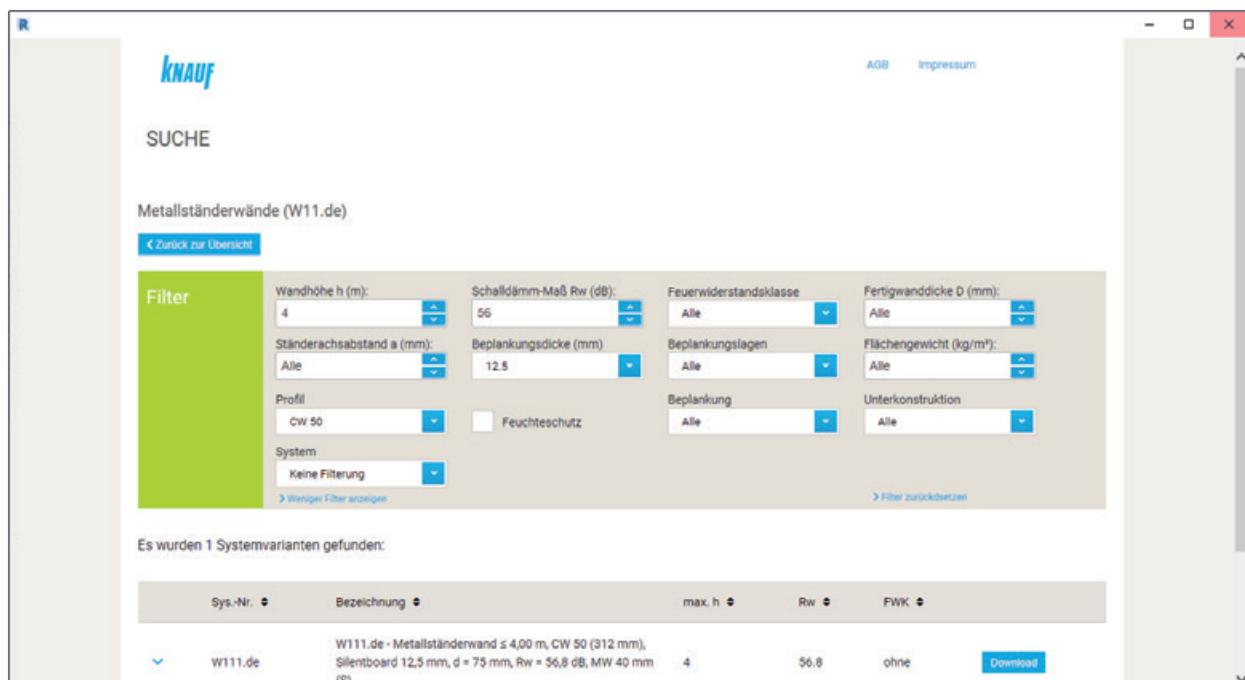 R
KNAUF
AGB Impressum
SUCHE
Metallständerwände (W11.de)
Zurück zur Übersicht
Filter
Wandhöhe h (m): Schalldämm-Maß Rw (dB): Feuerwiderstandsklasse Fertigwanddicke D (mm):
4 56 Alle Alle
Ständerachsabstand a (mm): Beplankungsdicke (mm) Beplankungslagen Flächengewicht (kg/m²):
Alle 12.5 Alle Alle
Profil Beplankung Unterkonstruktion
CW 50 Feuchteschutz Alle Alle
System
Keine Filterung
Weniger Filter anzeigen Filter zurückdsetzen
Es wurden 1 Systemvarianten gefunden:
Sys.-Nr. Bezeichnung max. h Rw FWK
W111.de - Metallständerwand ≤ 4,00 m, CW 50 (312 mm),
W111.de Silentboard 12,5 mm, d = 75 mm, Rw = 56,8 dB, MW 40 mm 4 56.8 ohne Download
(S)